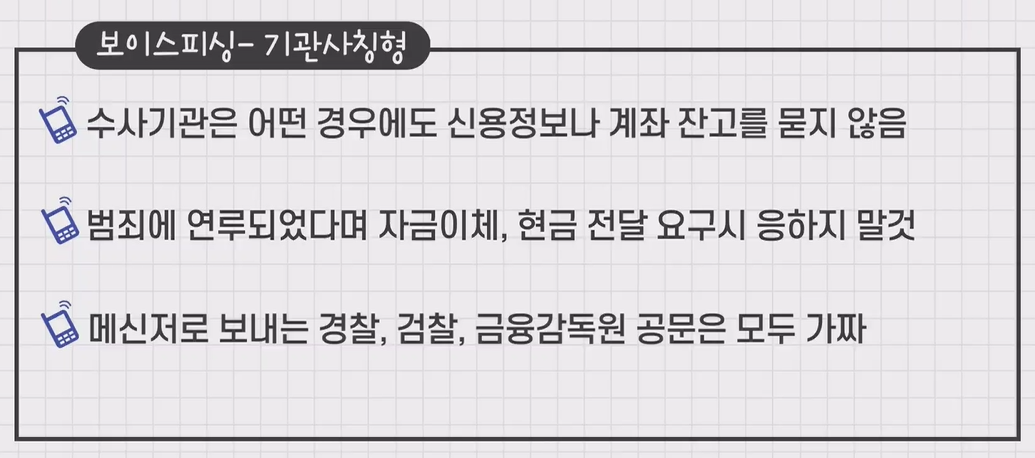 보이스피싱- 기관사칭형
수사기관은 어떤 경우에도 신용정보나 계좌 잔고를 묻지 않음
범죄에 연루되었다며 자금이체, 현금 전달 요구시 응하지 말것
메신저로 보내는 경찰, 검찰, 금융감독원 공문은 모두 가짜